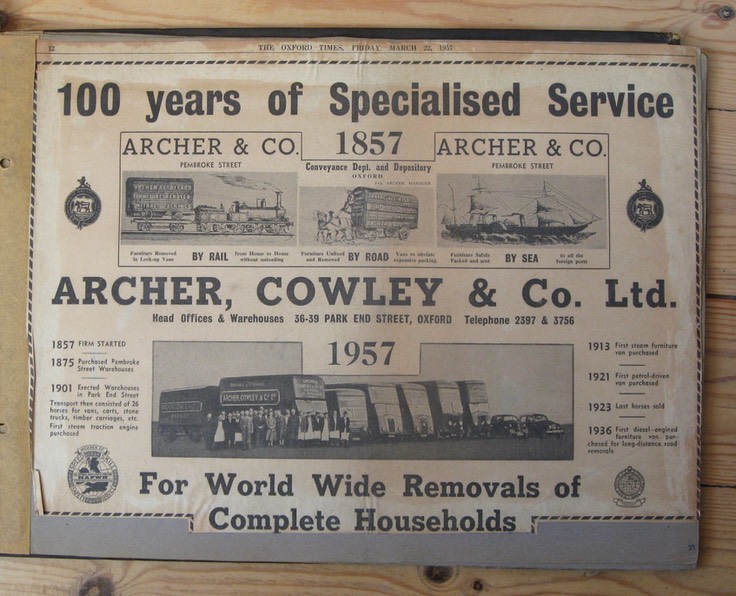 12
THE OXFORD TIMES, FRIDAY, MARCH 22, 1957
100 years of Specialised Service
ARCHER & CO.
PEMBROKE STREET
1857
Conveyance Dept. and Depository
OXFORD
ARCHER MANAGER
ARCHER & CO.
PEMBROKE STREET
Furniture Removed
in Lock-up Vans
BY RAIL
from House to House
without unloading
Furniture
and Removed
BY ROAD
Vans to obviate
expensive packing
Furniture Safely
Packed and sent
BY SEA
to all the
foreign ports
ARCHER, COWLEY & Co. Ltd.
Head Offices & Warehouses 36-39 PARK END STREET, OXFORD Telephone 2397 & 3756
1857 FIRM STARTED
1875 Purchased Pembroke
Street Warehouses
1901 Erected Warehouses
in Park End Street
Transport then consisted of 26
horses for vans, carts, stone
trucks, timber carriages, etc.
First steam traction engine
purchased
1957
ARCHER, COWLEY & Co LTD
1913 First steam furniture
van purchased
1921 First petrol-driven
van purchased
1923 Last horses sold
1936 First diesel-engined
furniture van pur-
chased for long-distance road
removals
NAFWR
For World Wide Removals of
Complete Households